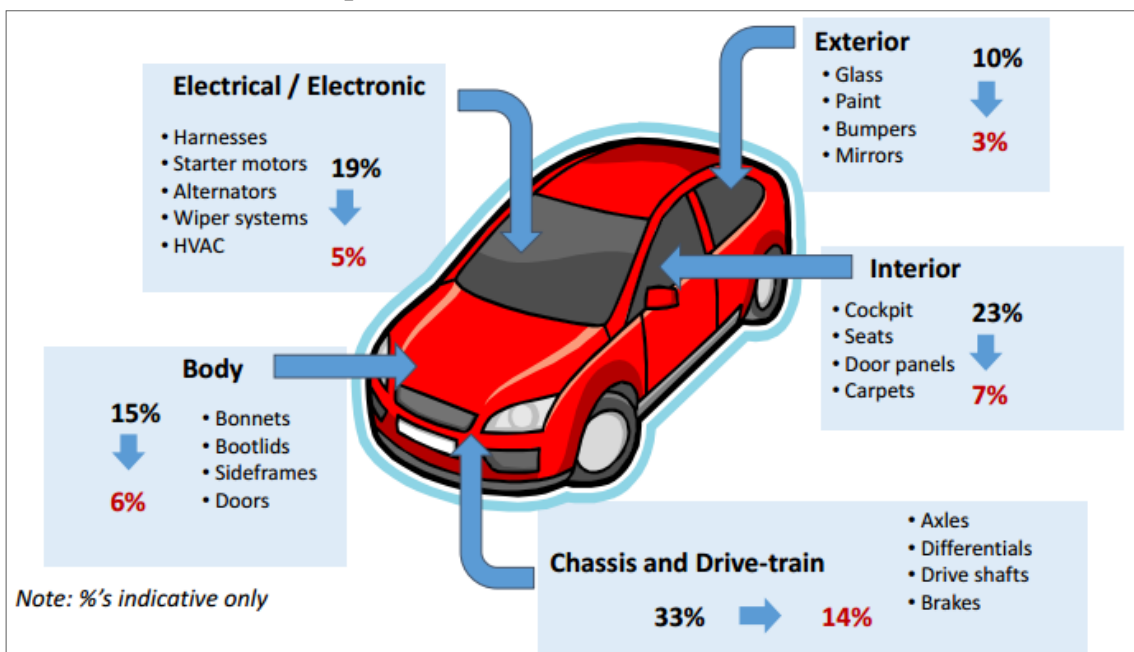 Electrical / Electronic
• Harnesses
• Starter motors
• Alternators
• Wiper systems
• HVAC
19%
5%
Exterior
• Glass
• Paint
• Bumpers
• Mirrors
10%
3%
Interior
• Cockpit
• Seats
• Door panels
• Carpets
23%
7%
Body
15%
6%
• Bonnets
• Bootlids
• Sideframes
• Doors
Chassis and Drive-train
33%
14%
• Axles
• Differentials
• Drive shafts
• Brakes
Note: %'s indicative only